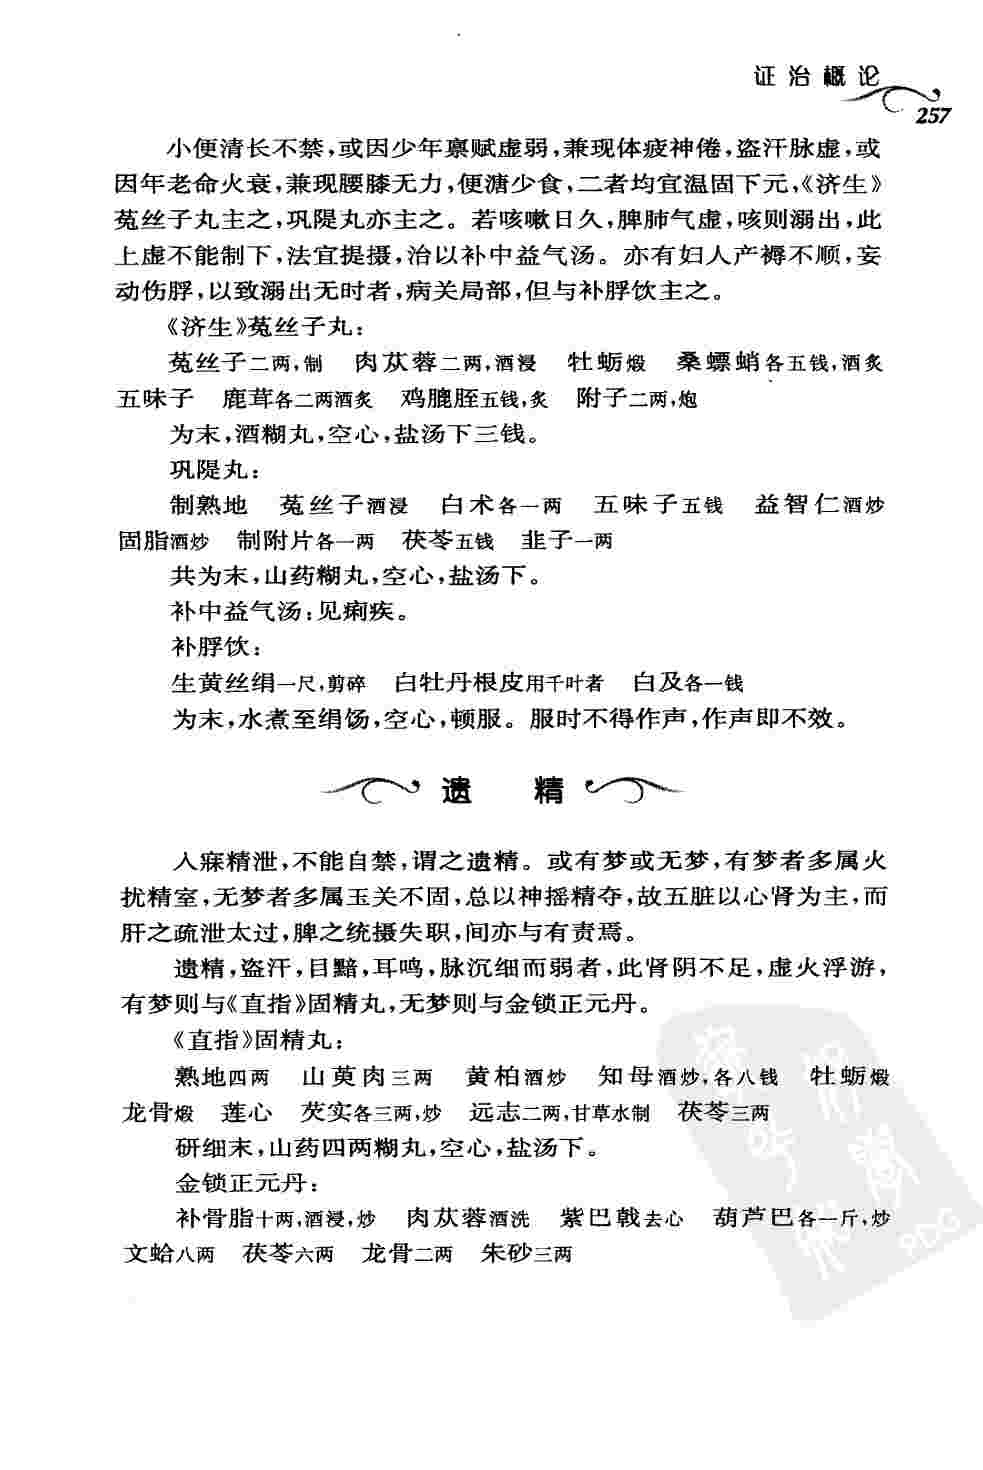 证治概论
257
小便清长不禁,或因少年禀赋虚弱,兼现体疲神倦,盗汗脉虚,或
因年老命火衰,兼现腰膝无力,便溏少食,二者均宜温固下元,《济生》
菟丝子丸主之,巩隄丸亦主之。若咳嗽日久,脾肺气虚,咳则溺出,此
上虚不能制下,法宜提摄,治以补中益气汤。亦有妇人产褥不顺,妄
动伤脬,以致溺出无时者,病关局部,但与补脬饮主之。
《济生》菟丝子丸:
菟丝子二两,制 肉苁蓉二两,酒浸 牡蛎煅 桑螵蛸各五钱,酒炙
五味子 鹿茸各二两酒炙 鸡膍胵五钱,炙 附子二两,炮
为末,酒糊丸,空心,盐汤下三钱。
巩隄丸:
制熟地 菟丝子酒浸 白术各一两 五味子五钱 益智仁酒炒
固脂酒炒 制附片各一两 茯苓五钱 韭子一两
共为末,山药糊丸,空心,盐汤下。
补中益气汤:见痢疾。
补脬饮:
生黄丝绢一尺,剪碎 白牡丹根皮用千叶者 白及各一钱
为末,水煮至绢饧,空心,顿服。服时不得作声,作声即不效。
遗 精
人寐精泄,不能自禁,谓之遗精。或有梦或无梦,有梦者多属火
扰精室,无梦者多属玉关不固,总以神摇精夺,故五脏以心肾为主,而
肝之疏泄太过,脾之统摄失职,间亦与有责焉。
遗精,盗汗,目黯,耳鸣,脉沉细而弱者,此肾阴不足,虚火浮游,
有梦则与《直指》固精丸,无梦则与金锁正元丹。
《直指》固精丸:
熟地四两 山萸肉三两 黄柏酒炒 知母酒炒,各八钱 牡蛎煅
龙骨煅 莲心 芡实各三两,炒 远志二两,甘草水制 茯苓三两
研细末,山药四两糊丸,空心,盐汤下。
金锁正元丹:
补骨脂十两,酒浸,炒 肉苁蓉酒洗 紫巴戟去心 葫芦巴各一斤,炒
文蛤八两 茯苓六两 龙骨二两 朱砂三两
PDG